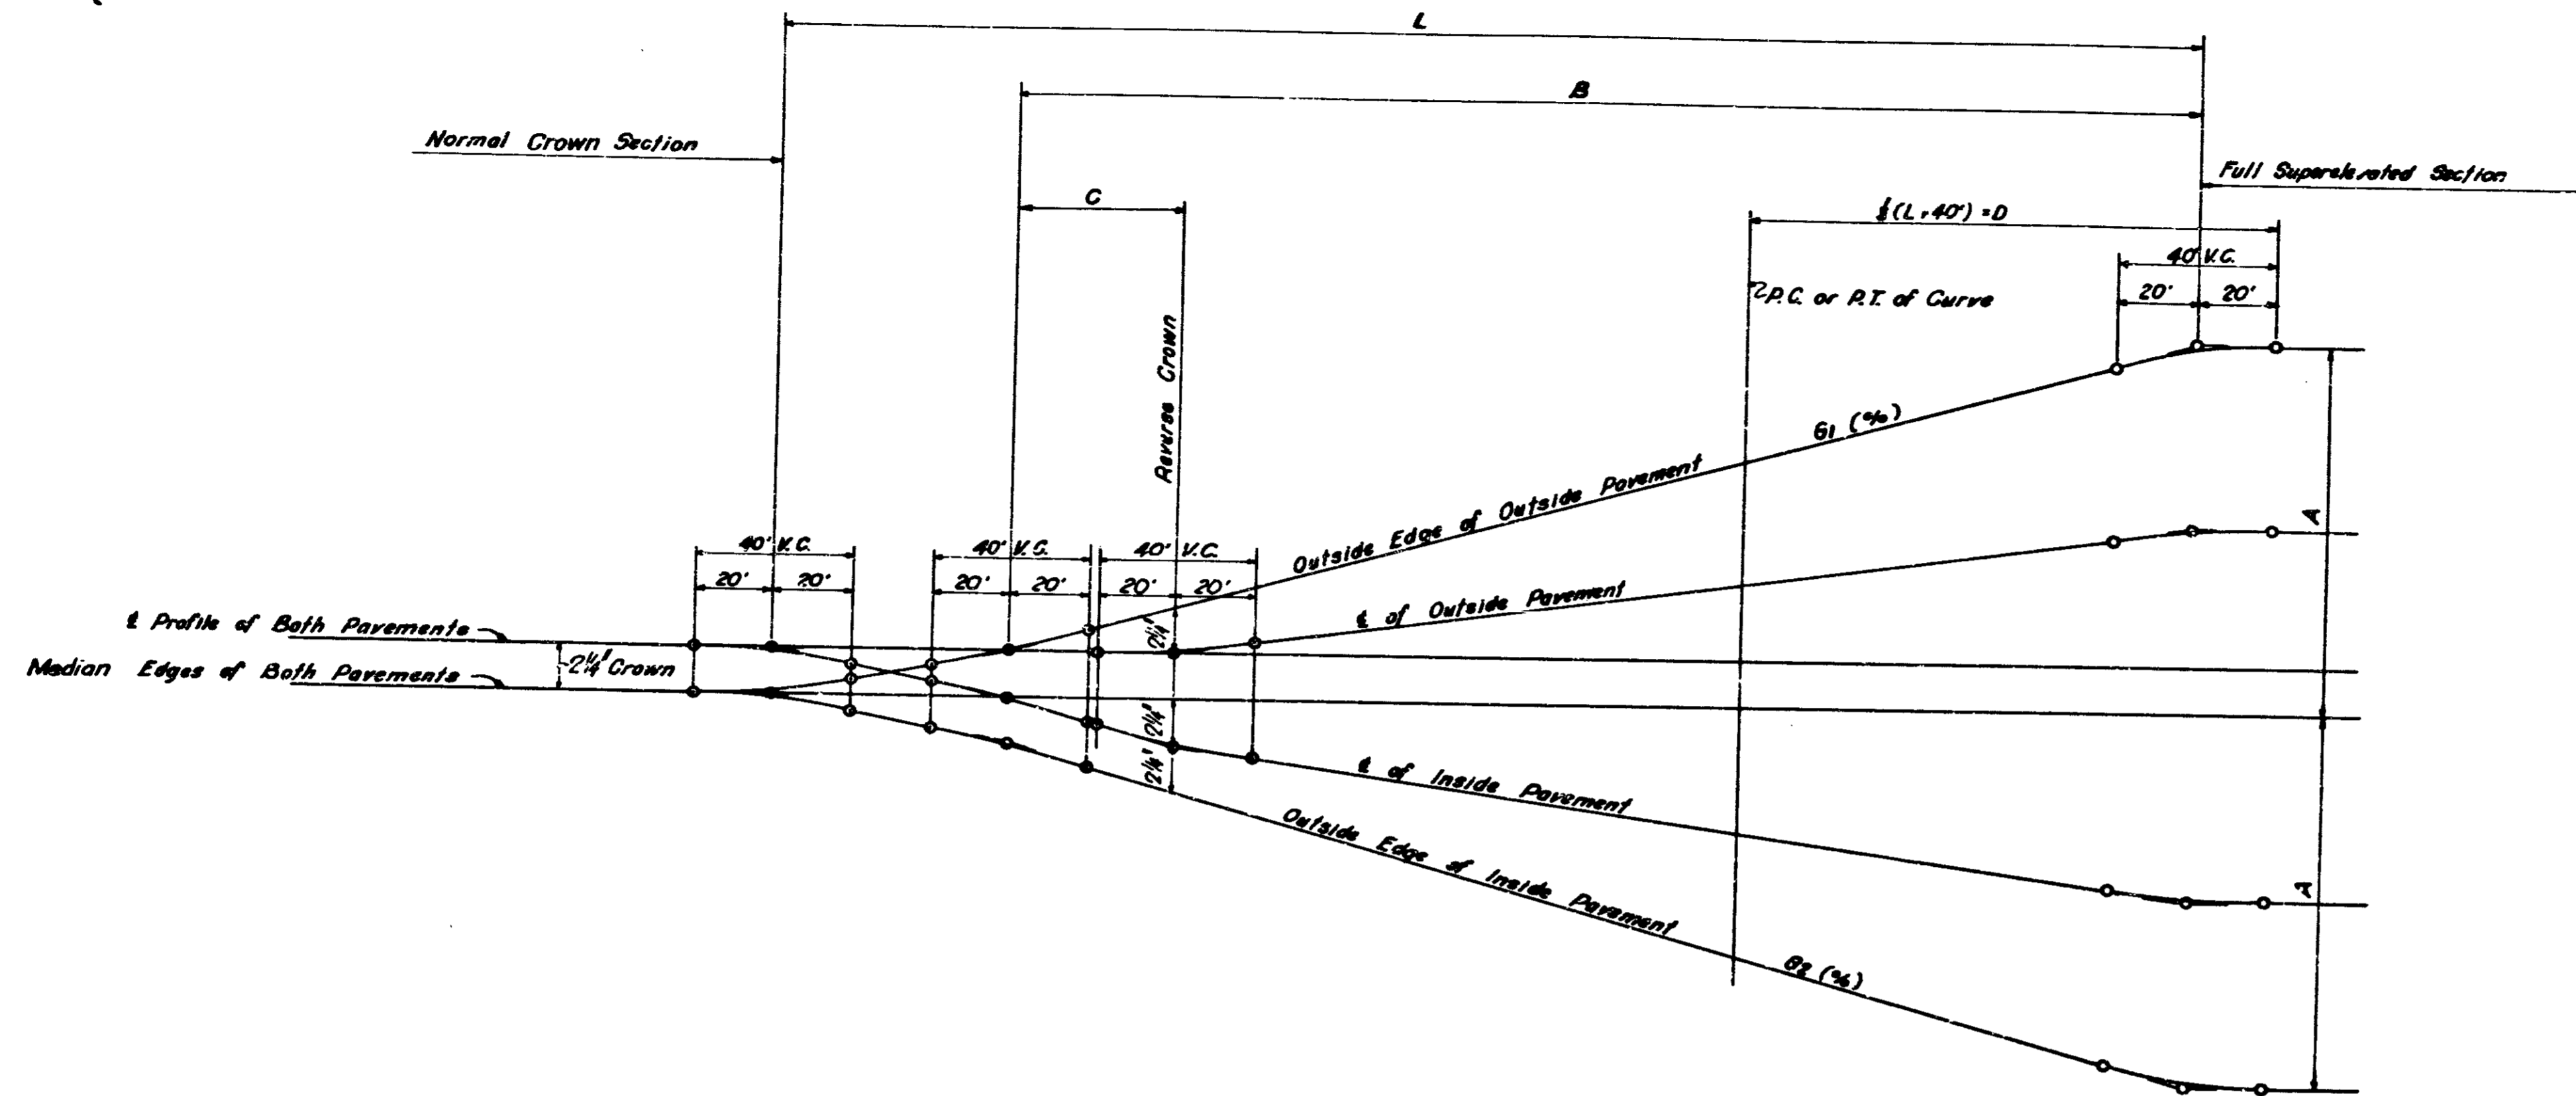 L
B
Normal Crown Section
Full Superelevated Section
C
½(L+40') = D
40' V.C.
20' 20'
P.C. or P.T. of Curve
Reverse Crown
G1 (%)
Outside Edge of Outside Pavement
A
40' V.C. 40' V.C. 40' V.C.
20' 20' 20' 20' 20' 20'
℄ of Outside Pavement
℄ Profile of Both Pavements
2¼"
2¼" Crown
Median Edges of Both Pavements
2¼"
2¼"
℄ of Inside Pavement
A
Outside Edge of Inside Pavement
G2 (%)